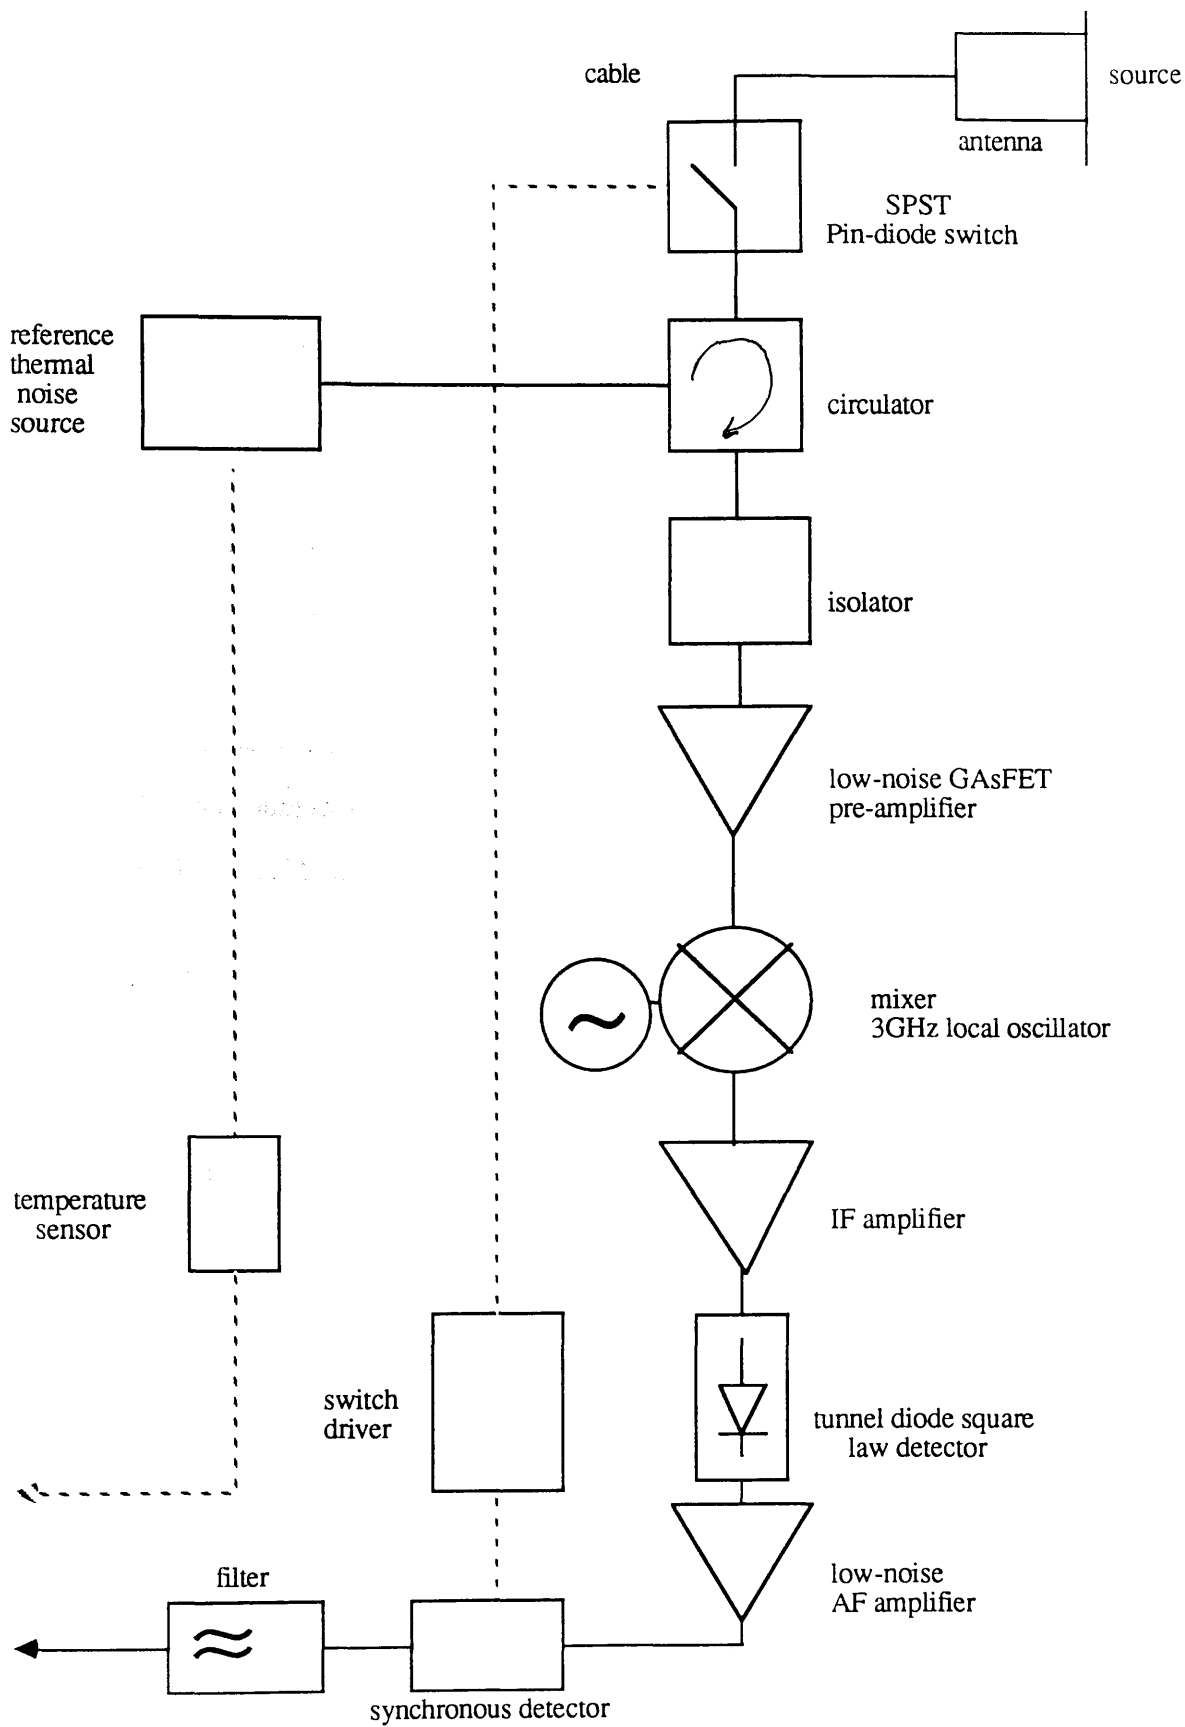 cable
source
antenna
SPST
Pin-diode switch
reference
thermal
noise
source
circulator
isolator
low-noise GAsFET
pre-amplifier
mixer
3GHz local oscillator
temperature
sensor
IF amplifier
switch
driver
tunnel diode square
law detector
filter
low-noise
AF amplifier
synchronous detector